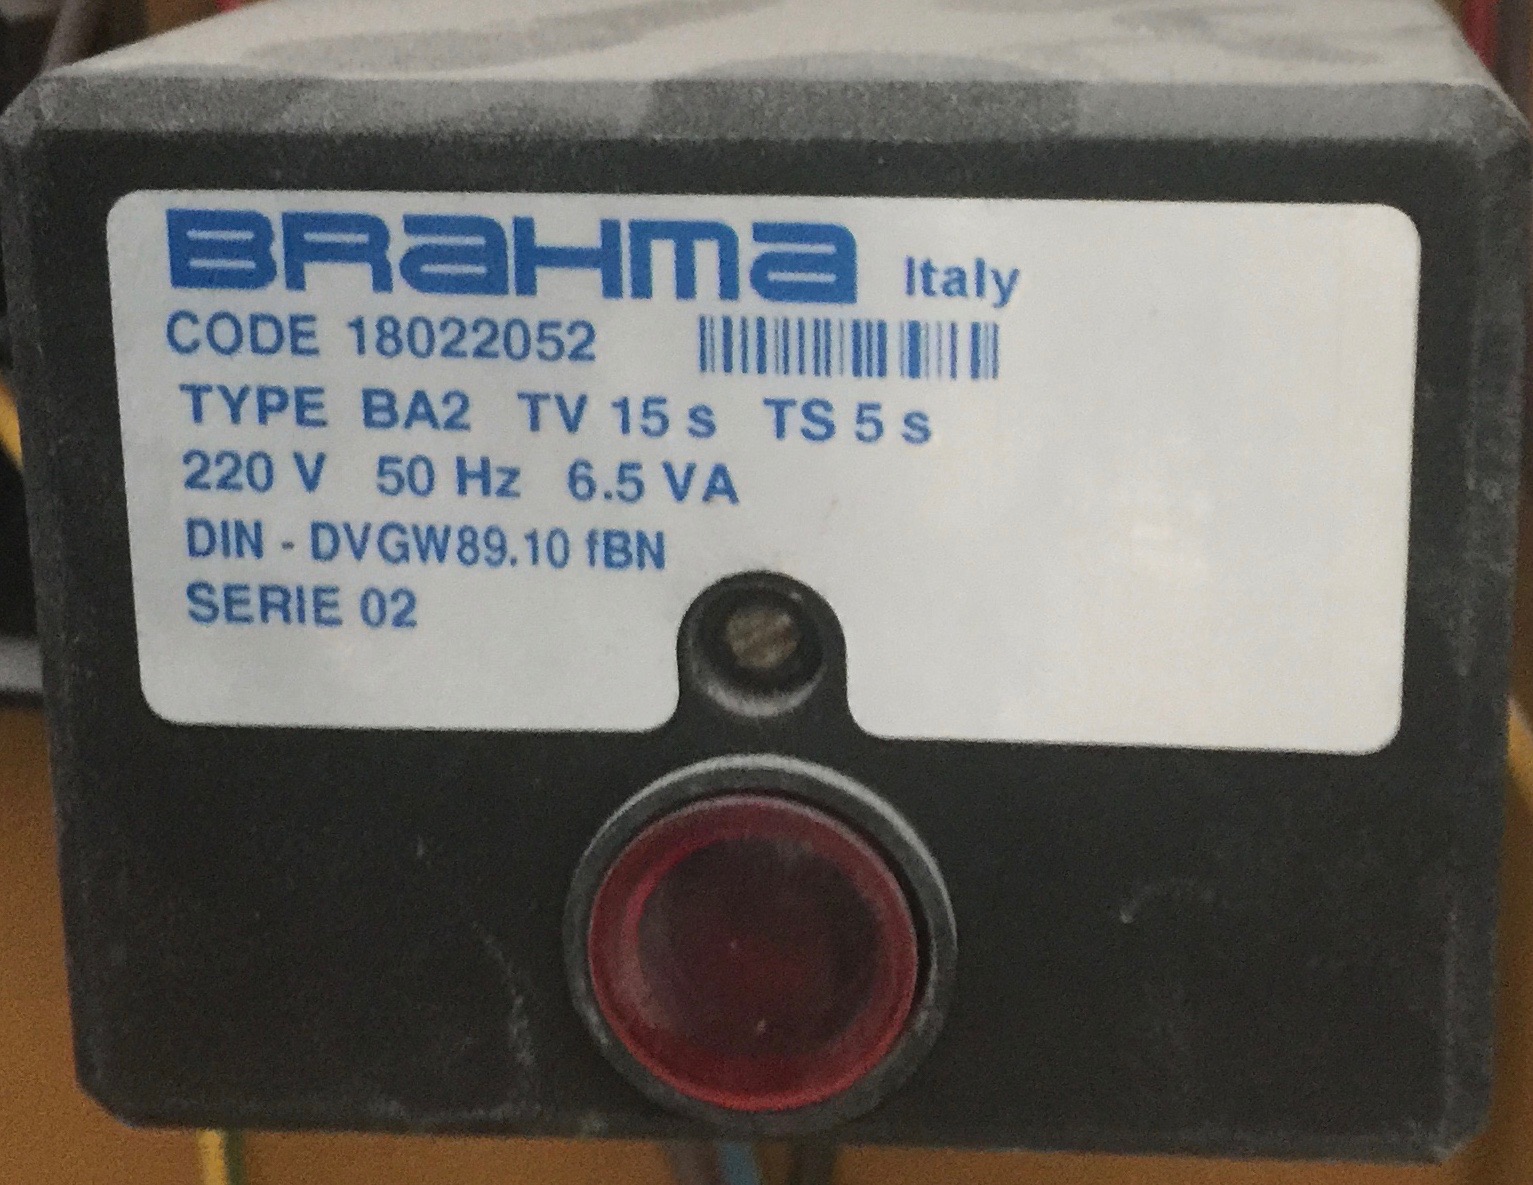 BRAHMA Italy
CODE 18022052
TYPE BA2 TV 15 s TS 5 s
220 V 50 Hz 6.5 VA
DIN - DVGW89.10 fBN
SERIE 02